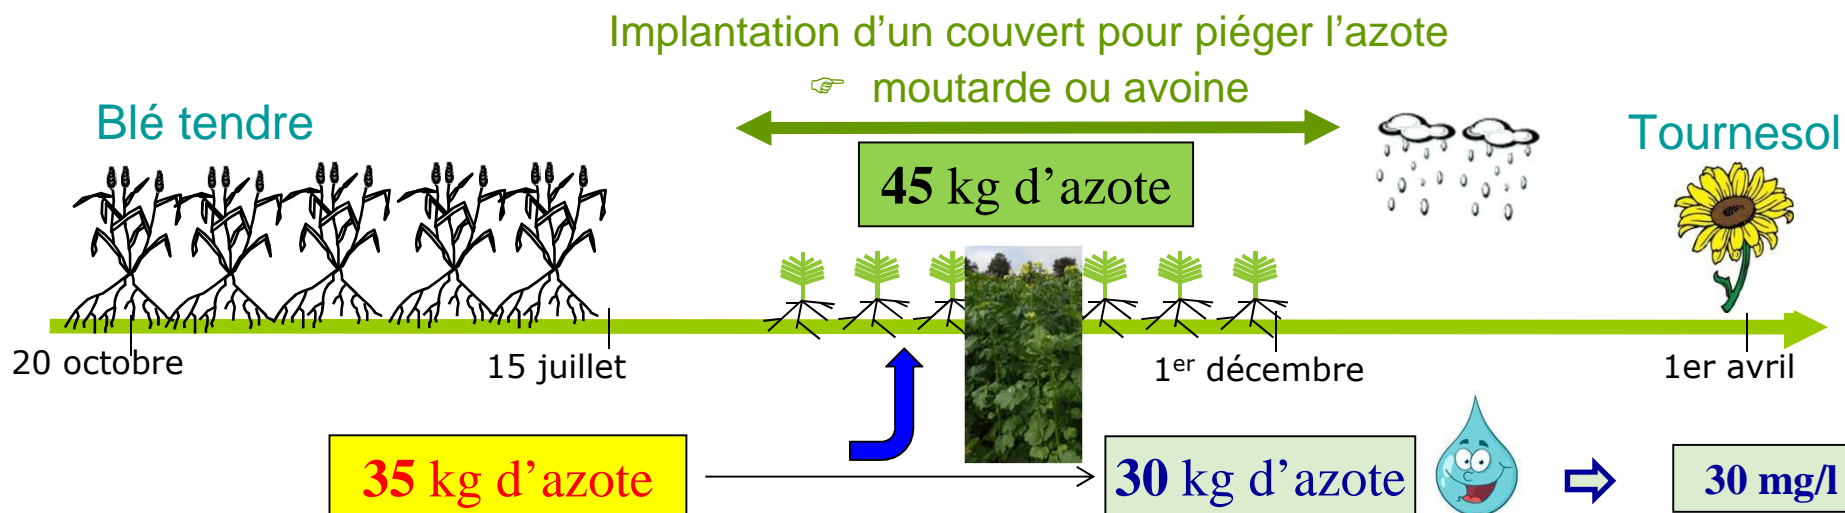 Implantation d’un couvert pour piéger l’azote
☞ moutarde ou avoine
Blé tendre
Tournesol
45 kg d’azote
20 octobre
15 juillet
1er décembre
1er avril
35 kg d’azote
30 kg d’azote
30 mg/l